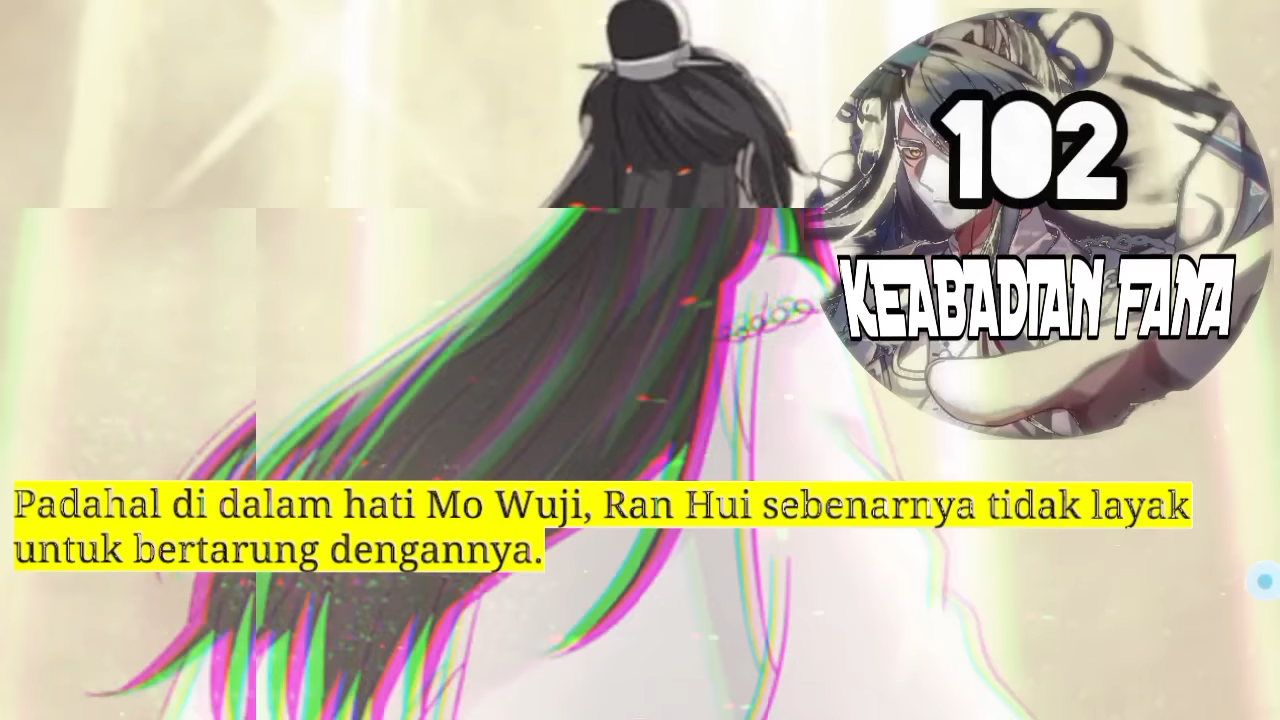 102
KEABADIAN FANA
Padahal di dalam hati Mo Wuji, Ran Hui sebenarnya tidak layak
untuk bertarung dengannya.